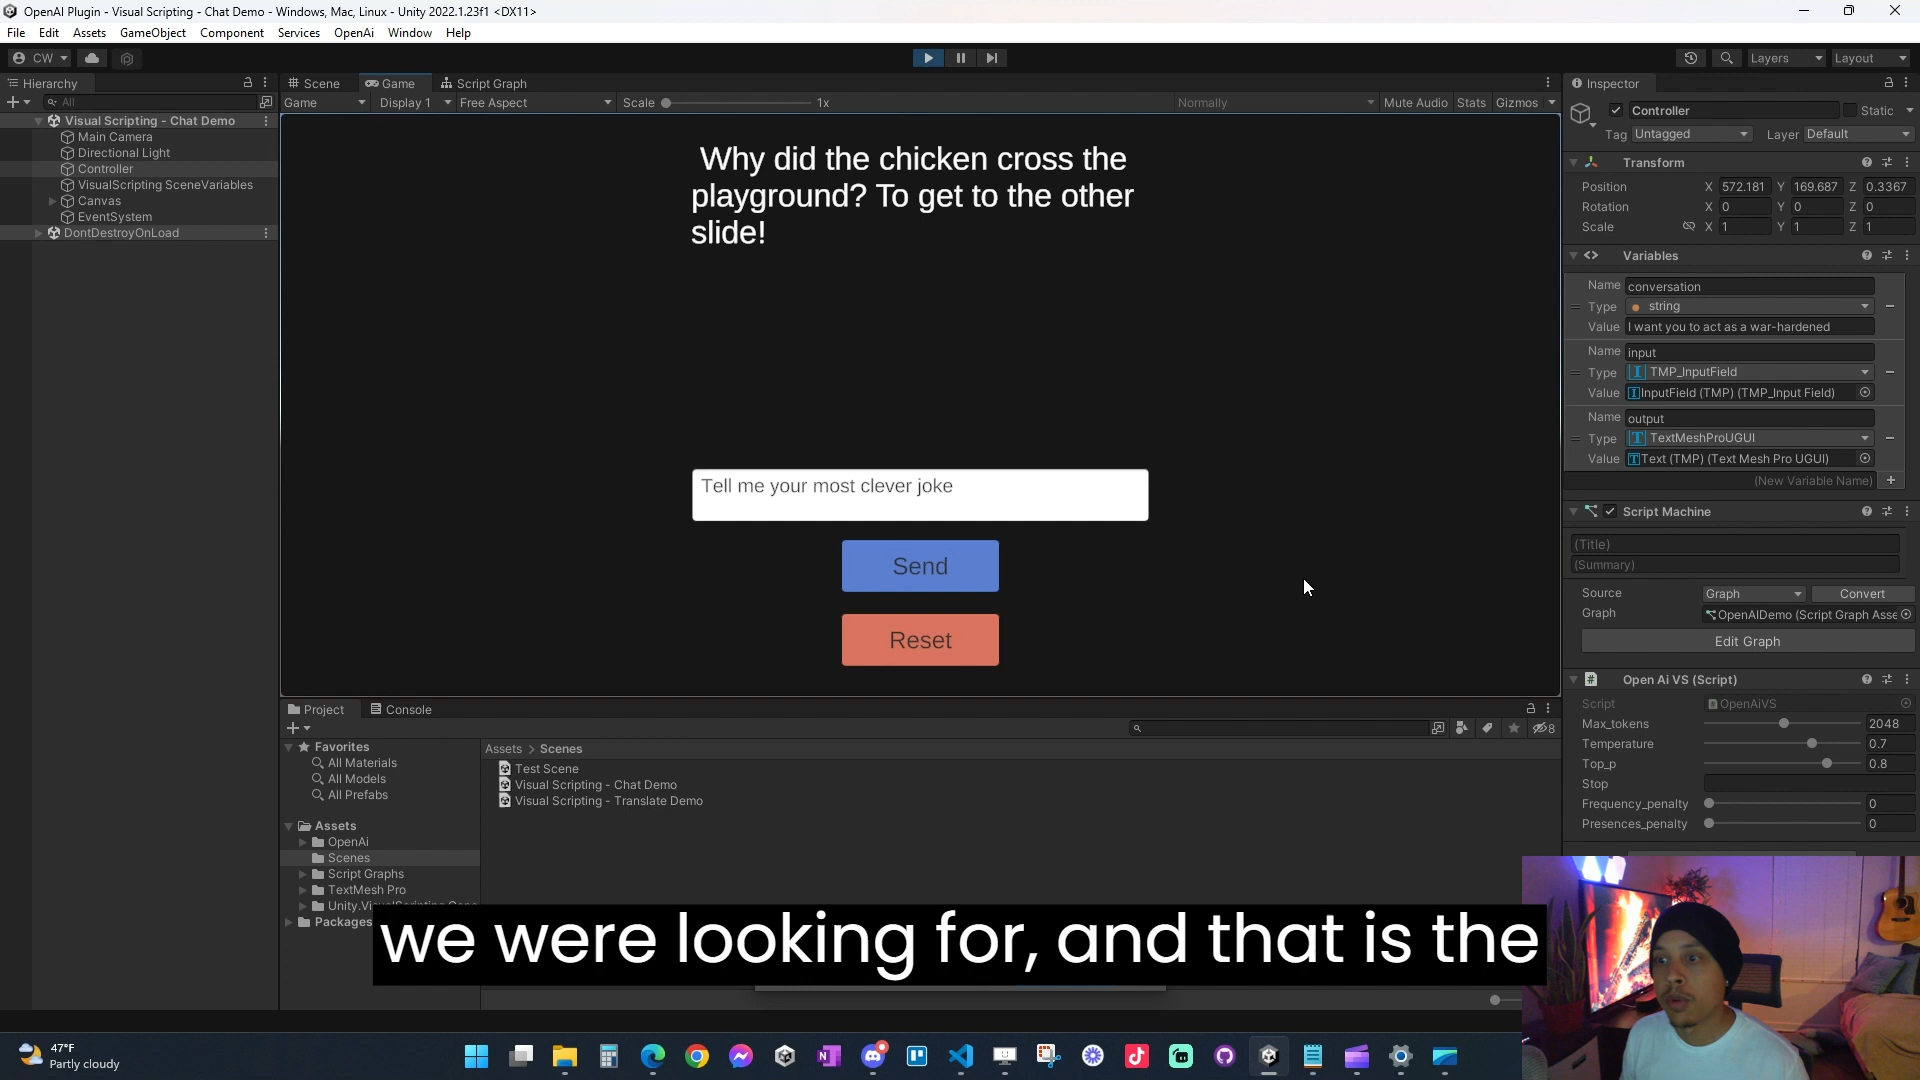 OpenAI Plugin - Visual Scripting - Chat Demo - Windows, Mac, Linux - Unity 2022.1.23f1 <DX11>
File Edit Assets GameObject Component Services OpenAi Window Help
CW
Layers Layout
Hierarchy
Scene Game Script Graph
Inspector
All
Game Display 1 Free Aspect Scale 1x Normally Mute Audio Stats Gizmos
Visual Scripting - Chat Demo
Main Camera
Directional Light
Controller
VisualScripting SceneVariables
Canvas
EventSystem
DontDestroyOnLoad
Why did the chicken cross the
playground? To get to the other
slide!
Tell me your most clever joke
Send
Reset
Controller Static
Tag Untagged Layer Default
Transform
Position X 572.181 Y 169.687 Z 0.3367
Rotation X 0 Y 0 Z 0
Scale X 1 Y 1 Z 1
Variables
Name conversation
Type string
Value I want you to act as a war-hardened
Name input
Type TMP_InputField
Value InputField (TMP) (TMP_Input Field)
Name output
Type TextMeshProUGUI
Value Text (TMP) (Text Mesh Pro UGUI)
(New Variable Name)
Script Machine
(Title)
(Summary)
Source Graph Convert
Graph OpenAIDemo (Script Graph Asse
Edit Graph
Open Ai VS (Script)
Script OpenAiVS
Max_tokens 2048
Temperature 0.7
Top_p 0.8
Stop
Frequency_penalty 0
Presences_penalty 0
Project Console
8
Favorites
All Materials
All Models
All Prefabs
Assets
OpenAi
Scenes
Script Graphs
TextMesh Pro
Packages
Assets > Scenes
Test Scene
Visual Scripting - Chat Demo
Visual Scripting - Translate Demo
we were looking for, and that is the
47°F
Partly cloudy